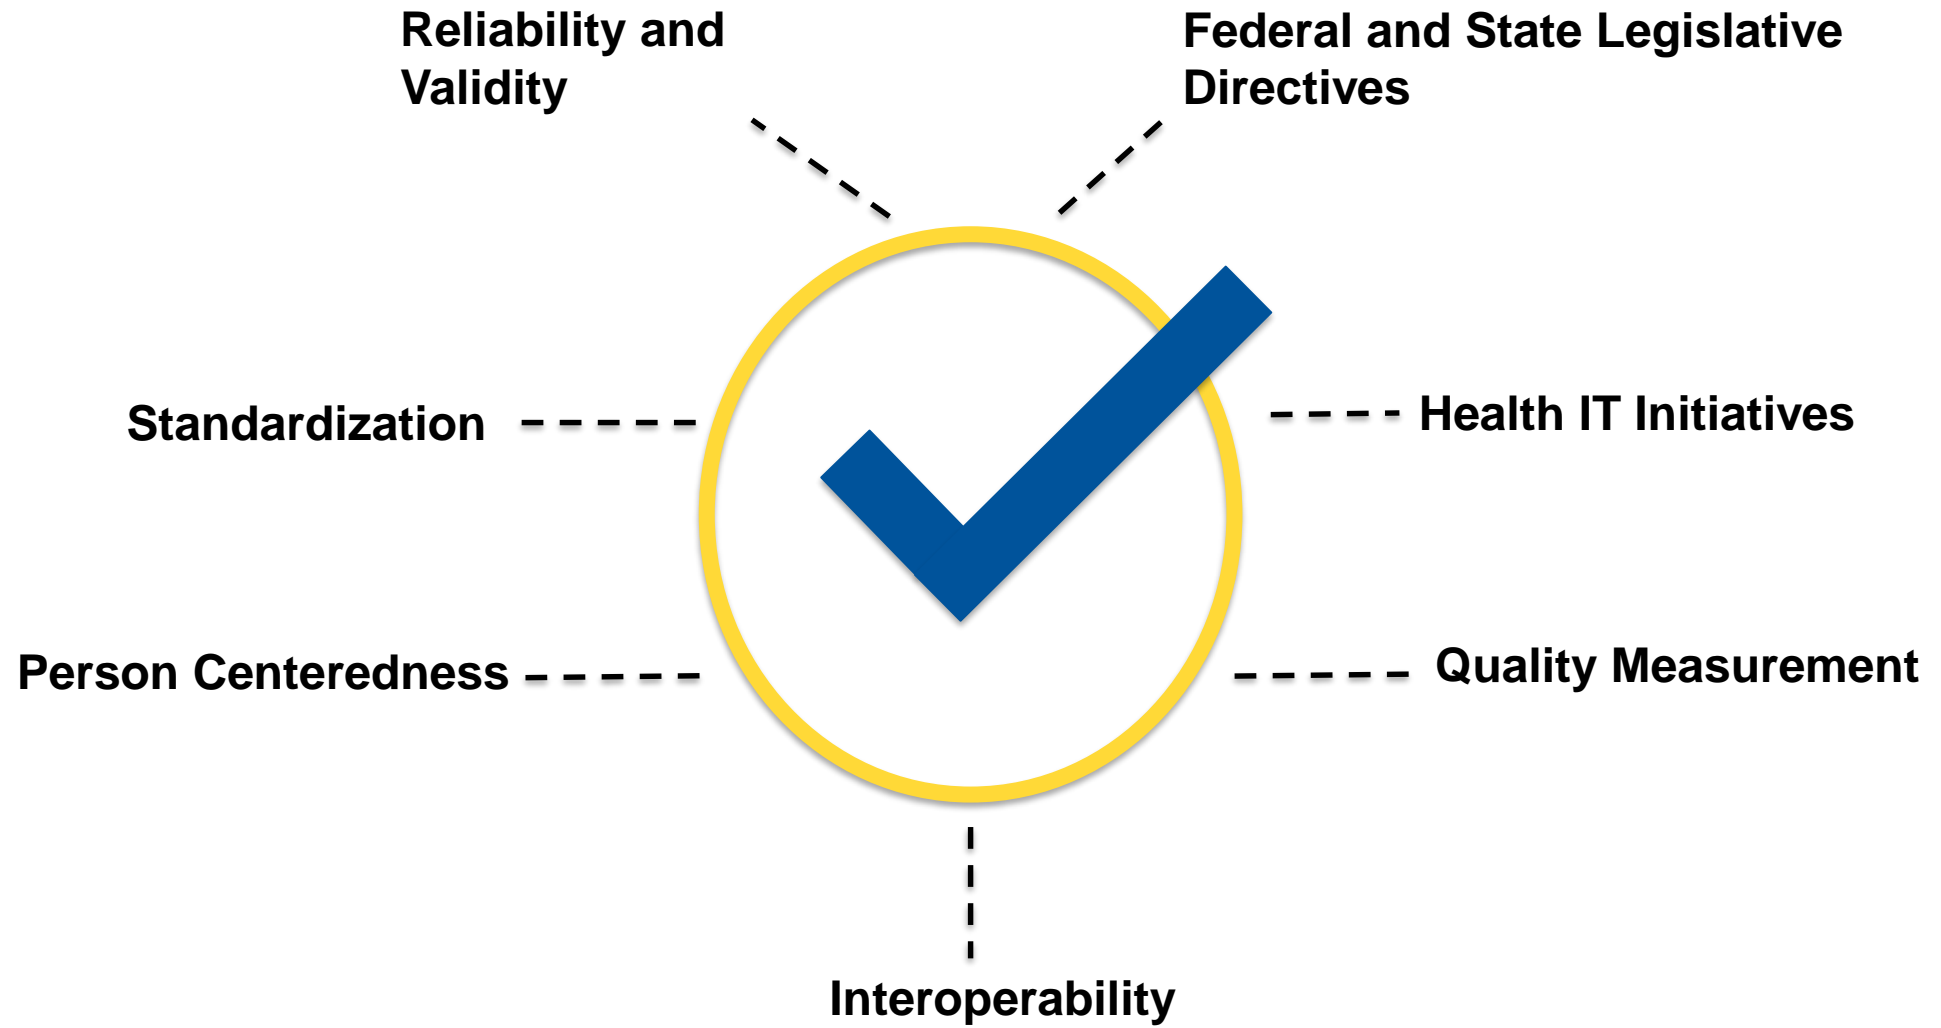 Reliability and
Validity
Federal and State Legislative
Directives
Standardization
Health IT Initiatives
Person Centeredness
Quality Measurement
Interoperability